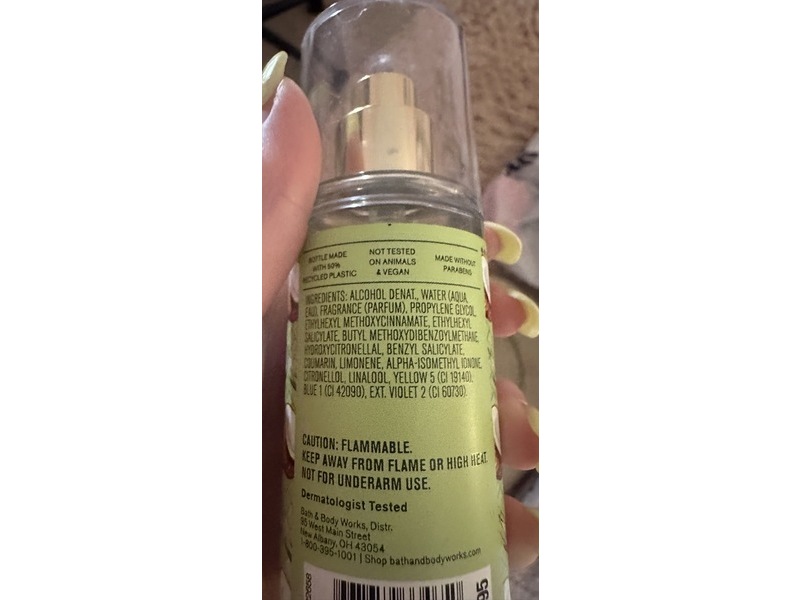 BOTTLE MADE
WITH 50%
RECYCLED PLASTIC
NOT TESTED
ON ANIMALS
& VEGAN
MADE WITHOUT
PARABENS
INGREDIENTS: ALCOHOL DENAT., WATER (AQUA,
EAU), FRAGRANCE (PARFUM), PROPYLENE GLYCOL,
ETHYLHEXYL METHOXYCINNAMATE, ETHYLHEXYL
SALICYLATE, BUTYL METHOXYDIBENZOYLMETHANE,
HYDROXYCITRONELLAL, BENZYL SALICYLATE,
COUMARIN, LIMONENE, ALPHA-ISOMETHYL IONONE,
CITRONELLOL, LINALOOL, YELLOW 5 (CI 19140),
BLUE 1 (CI 42090), EXT. VIOLET 2 (CI 60730).
CAUTION: FLAMMABLE.
KEEP AWAY FROM FLAME OR HIGH HEAT.
NOT FOR UNDERARM USE.
Dermatologist Tested
Bath & Body Works, Distr.
95 West Main Street
New Albany, OH 43054
1-800-395-1001 | Shop bathandbodyworks.com